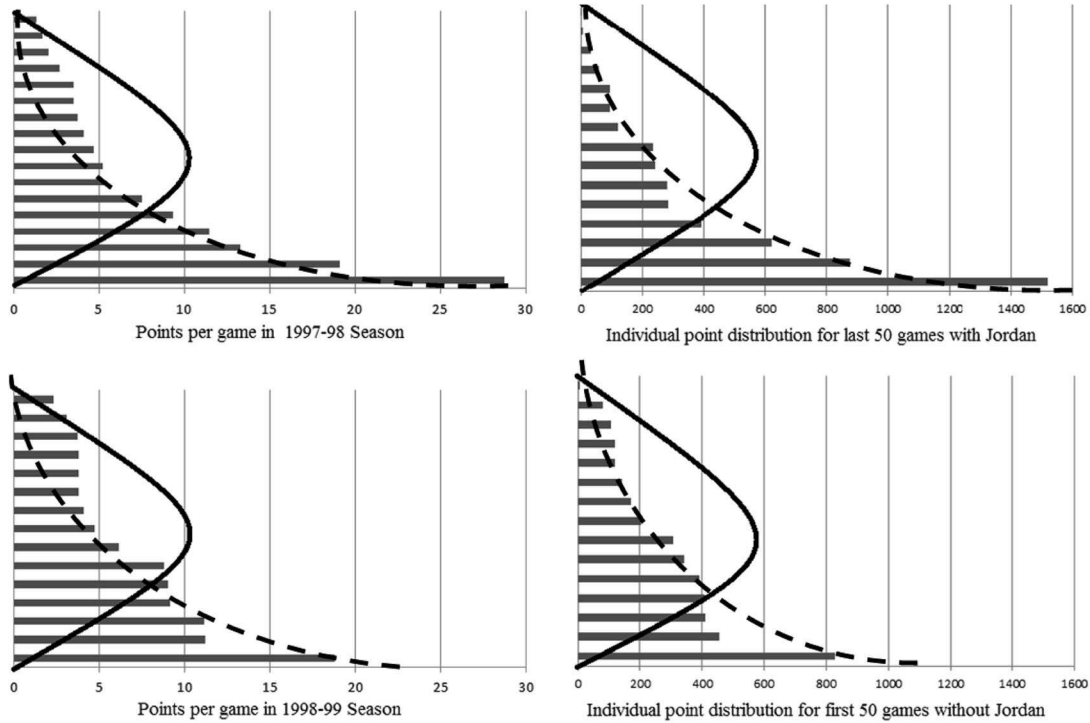 0 5 10 15 20 25 30
Points per game in 1997-98 Season
0 200 400 600 800 1000 1200 1400 1600
Individual point distribution for last 50 games with Jordan
0 5 10 15 20 25 30
Points per game in 1998-99 Season
0 200 400 600 800 1000 1200 1400 1600
Individual point distribution for first 50 games without Jordan